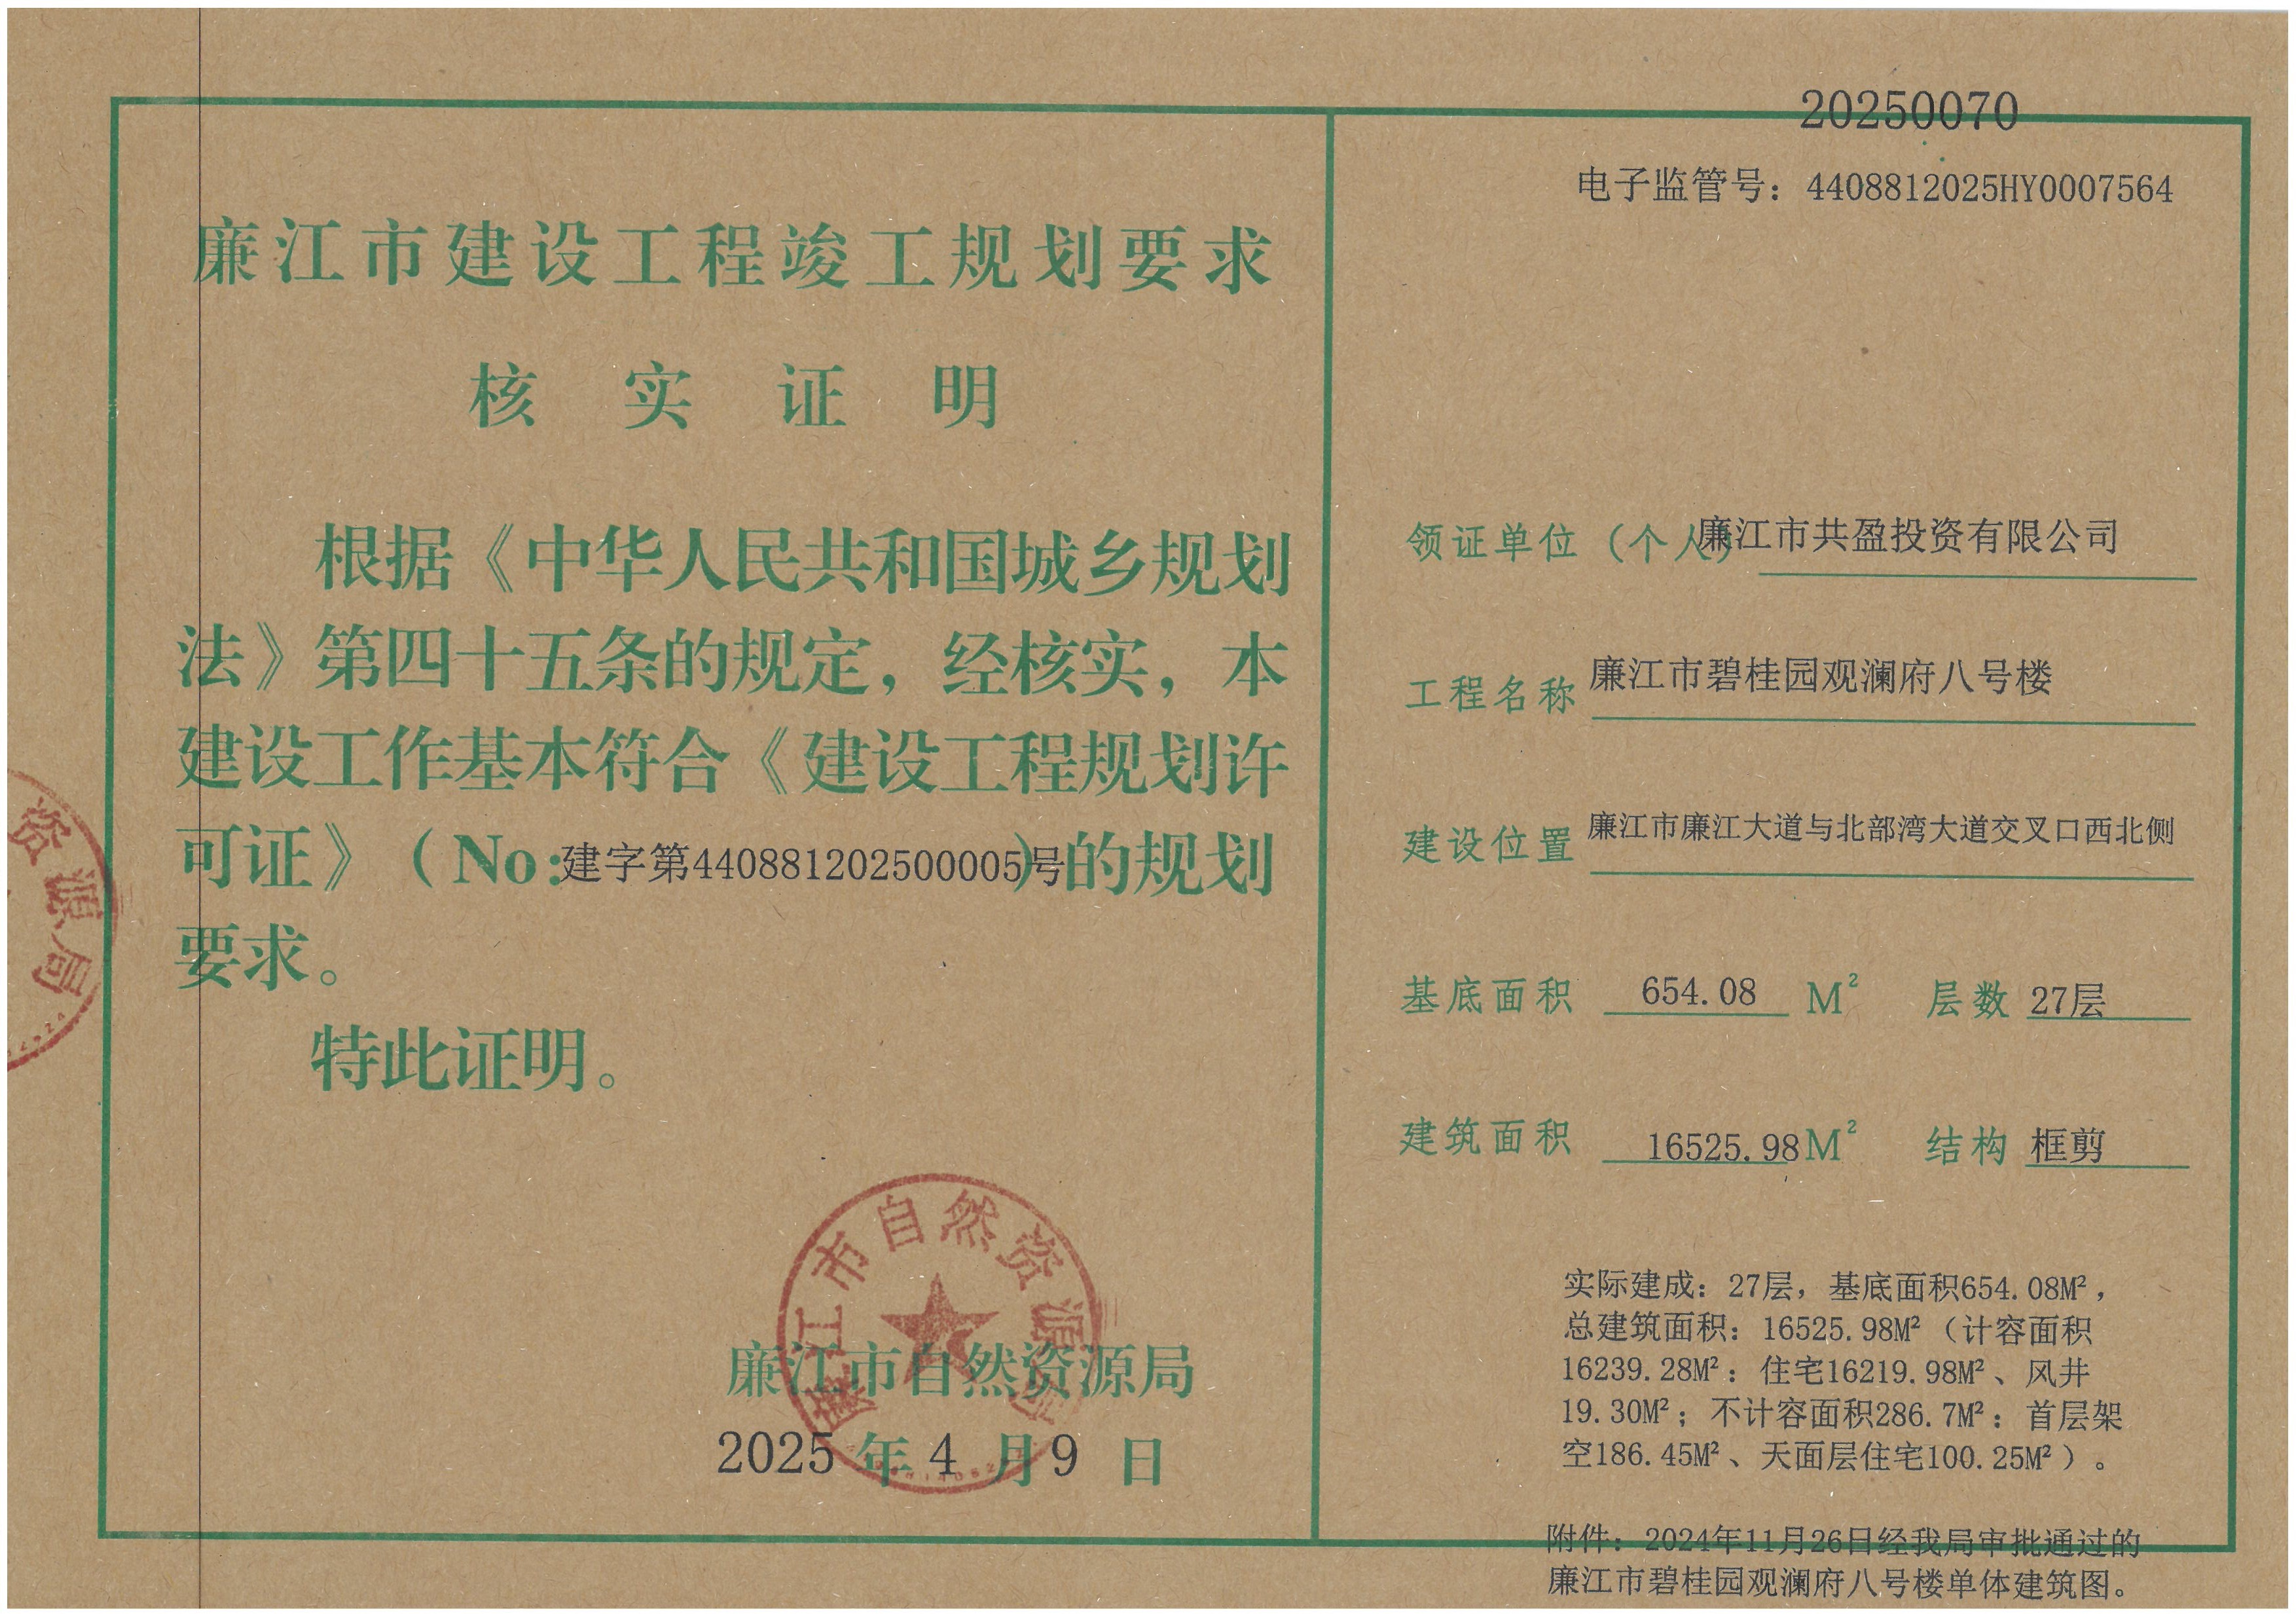 廉江市建设工程竣工规划要求
核实证明
根据《中华人民共和国城乡规划
法》第四十五条的规定，经核实，本
建设工作基本符合《建设工程规划许
可证》（No:建字第440881202500005号）的规划
要求。
特此证明。
廉江市自然资源局
廉江市自然资源局
2025年4月9日
资源局
20250070
电子监管号：4408812025HY0007564
领证单位（个人）廉江市共盈投资有限公司
工程名称 廉江市碧桂园观澜府八号楼
建设位置 廉江市廉江大道与北部湾大道交叉口西北侧
基底面积 654.08 M² 层数 27层
建筑面积 16525.98 M² 结构 框剪
实际建成：27层，基底面积654.08M²，
总建筑面积：16525.98M²（计容面积
16239.28M²：住宅16219.98M²、风井
19.30M²；不计容面积286.7M²：首层架
空186.45M²、天面层住宅100.25M²）。
附件：2024年11月26日经我局审批通过的
廉江市碧桂园观澜府八号楼单体建筑图。